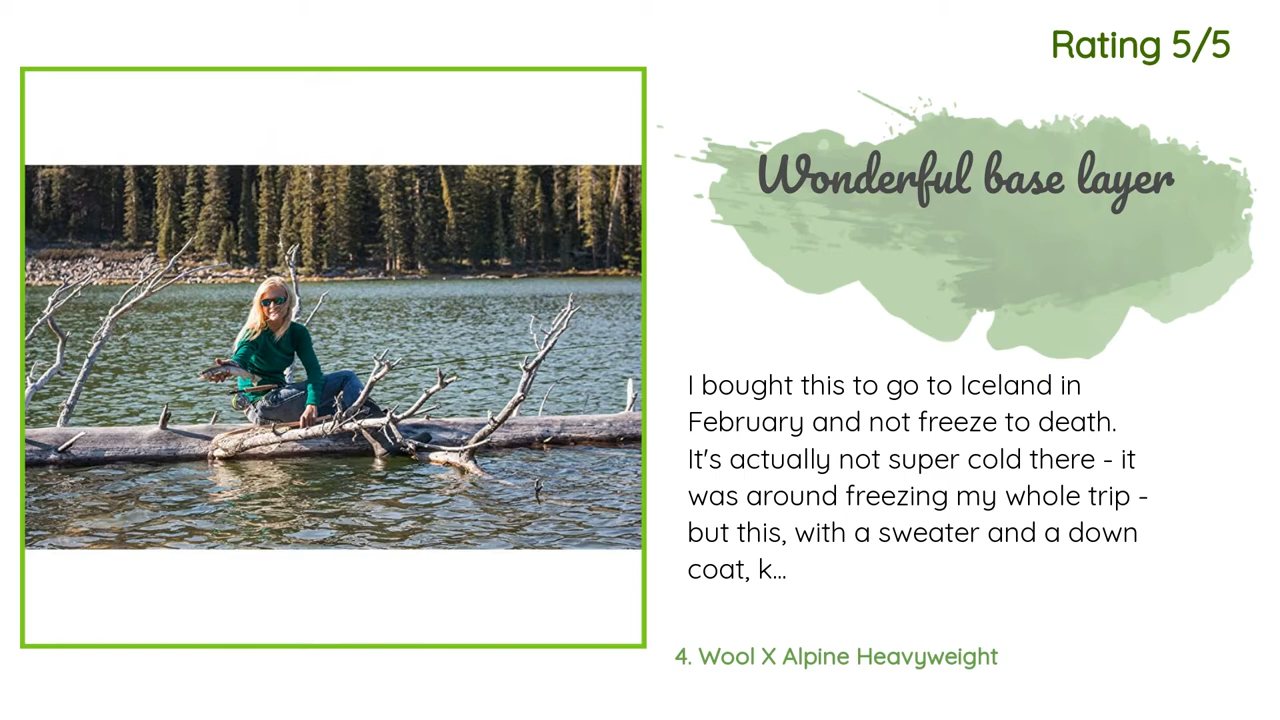 Rating 5/5
Wonderful base layer
I bought this to go to Iceland in
February and not freeze to death.
It's actually not super cold there - it
was around freezing my whole trip -
but this, with a sweater and a down
coat, k...
4. Wool X Alpine Heavyweight